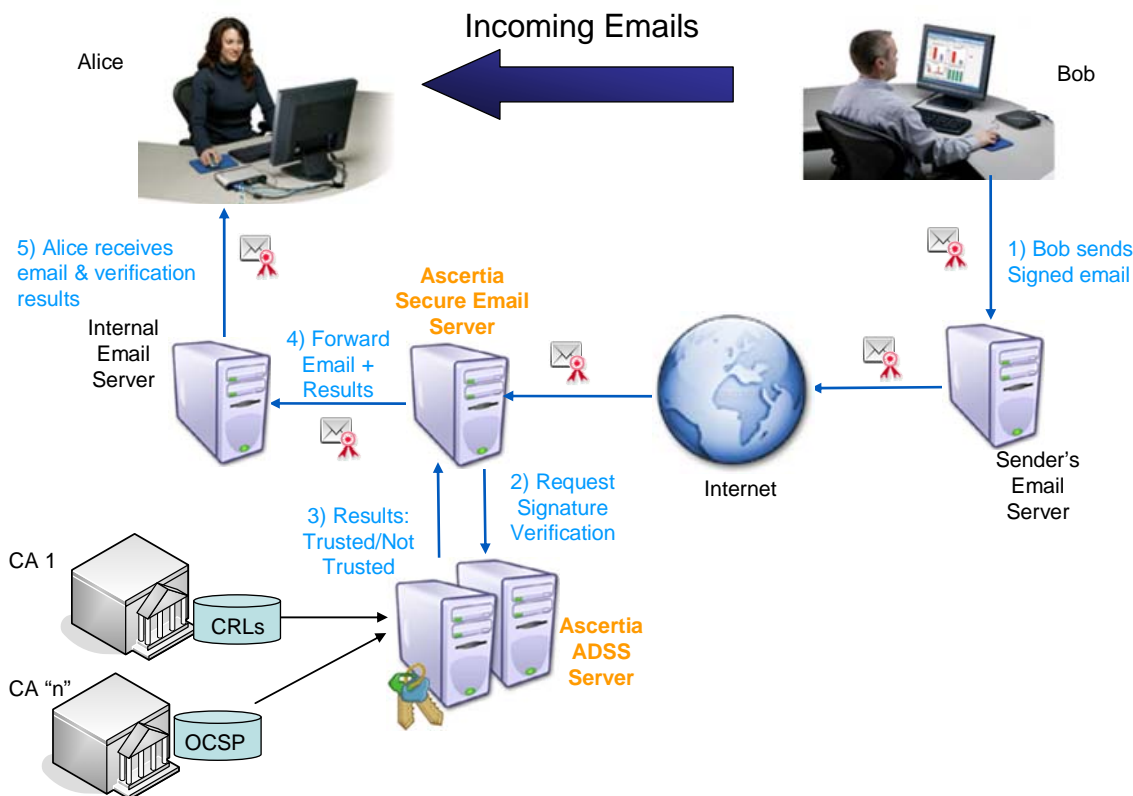 Incoming Emails
Alice
Bob
5) Alice receives
email & verification
results
1) Bob sends
Signed email
Ascertia
Secure Email
Server
Internal
Email
Server
4) Forward
Email +
Results
Internet
Sender's
Email
Server
2) Request
Signature
Verification
3) Results:
Trusted/Not
Trusted
CA 1
CRLs
Ascertia
ADSS
Server
CA “n”
OCSP